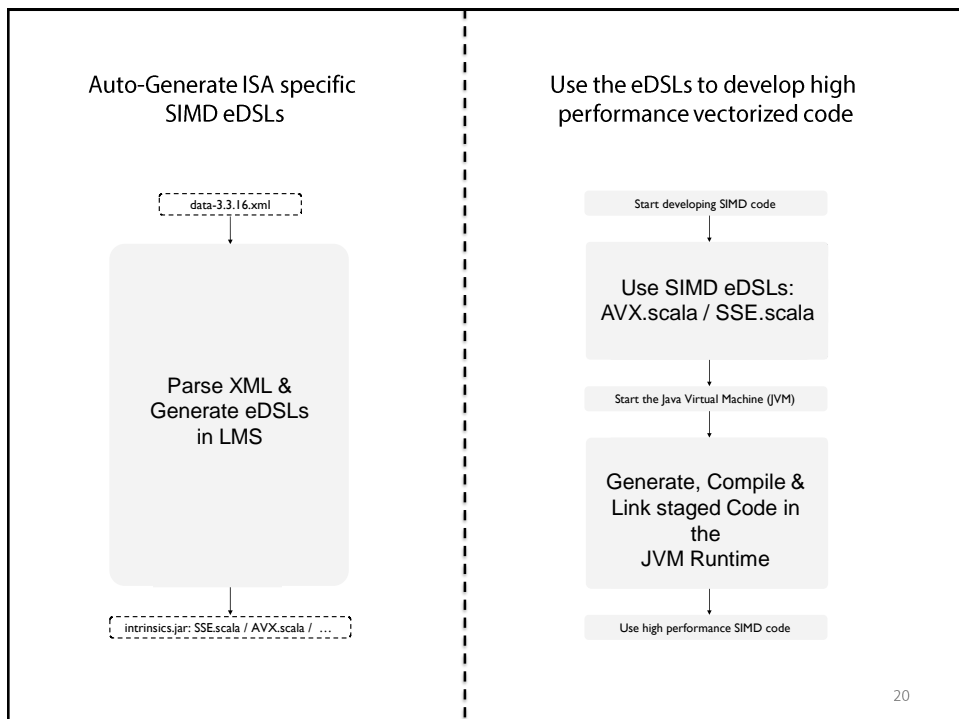 Auto-Generate ISA specific
SIMD eDSLs
data-3.3.16.xml
Parse XML &
Generate eDSLs
in LMS
intrinsics.jar: SSE.scala / AVX.scala / …
Use the eDSLs to develop high
performance vectorized code
Start developing SIMD code
Use SIMD eDSLs:
AVX.scala / SSE.scala
Start the Java Virtual Machine (JVM)
Generate, Compile &
Link staged Code in
the
JVM Runtime
Use high performance SIMD code
20